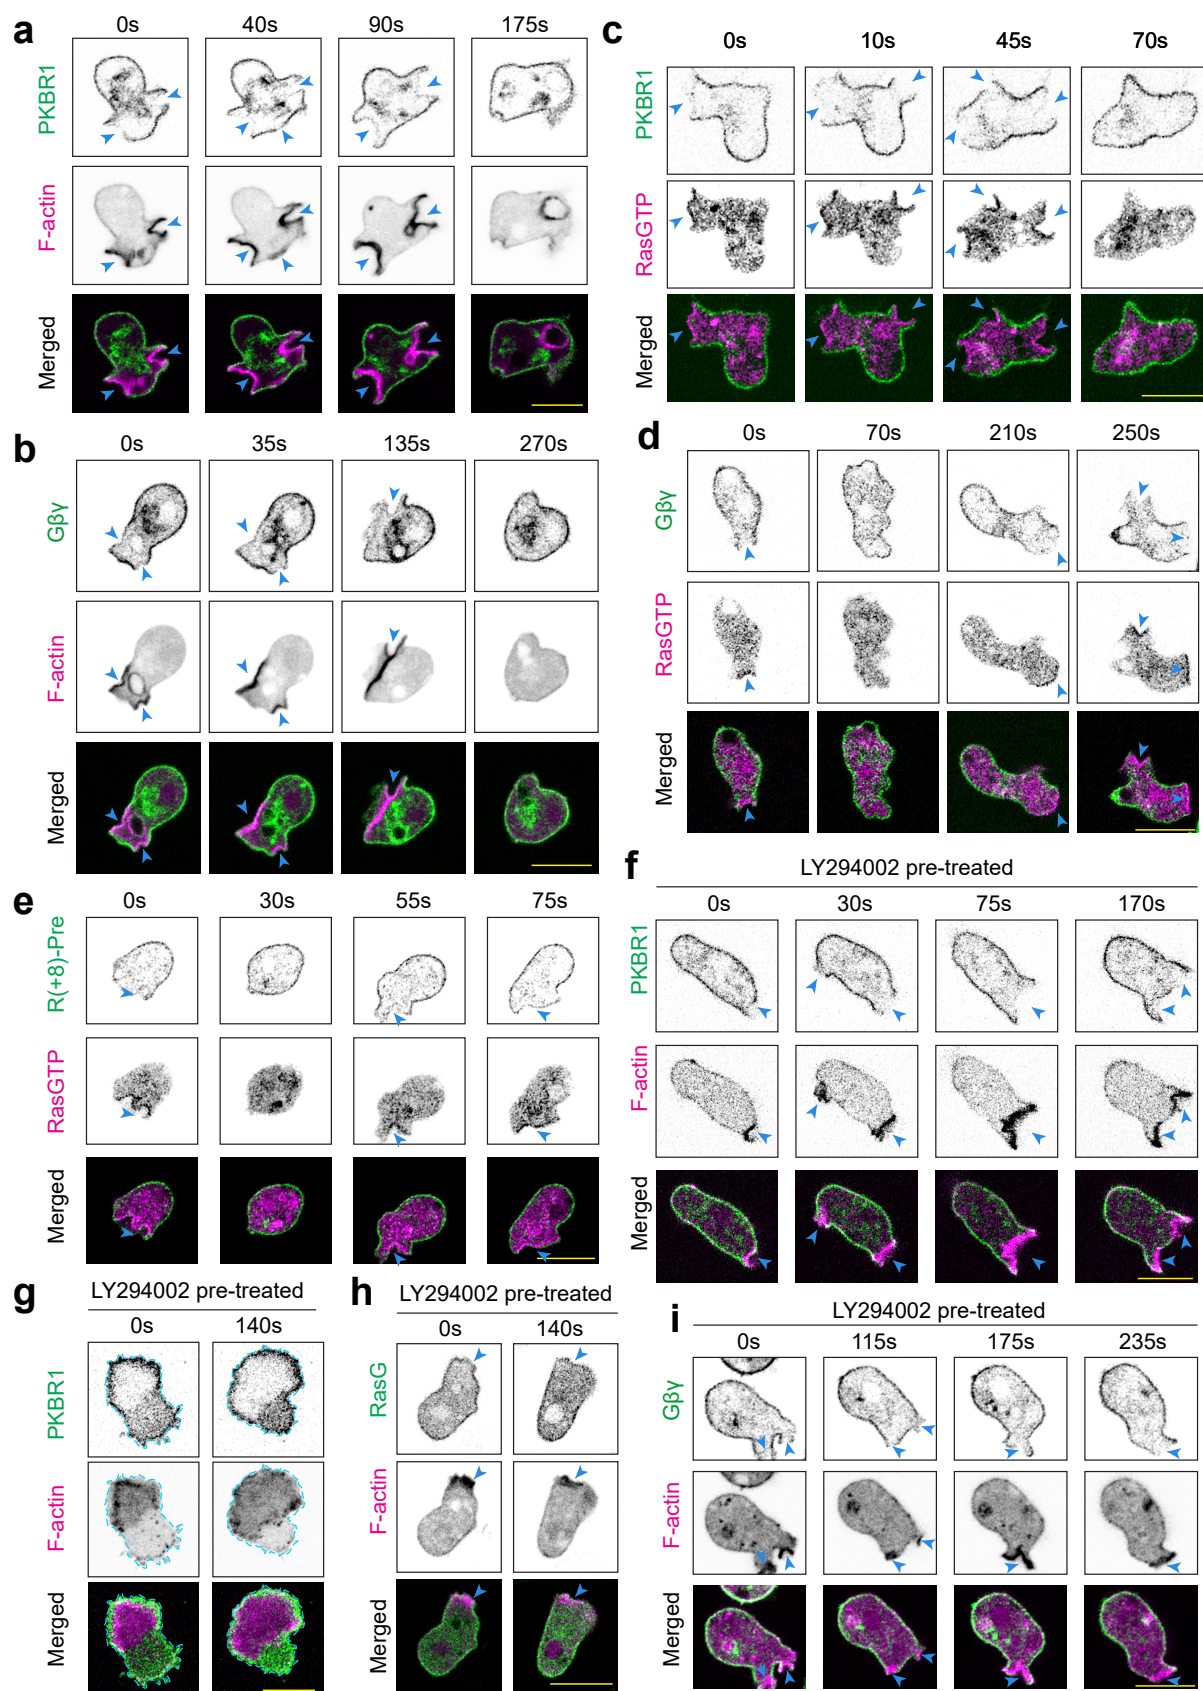 a
0s 40s 90s 175s
PKBR1
F-actin
Merged
b
0s 35s 135s 270s
Gβγ
F-actin
Merged
c
0s 10s 45s 70s
PKBR1
RasGTP
Merged
d
0s 70s 210s 250s
Gβγ
RasGTP
Merged
e
0s 30s 55s 75s
R(+8)-Pre
RasGTP
Merged
f
LY294002 pre-treated
0s 30s 75s 170s
PKBR1
F-actin
Merged
g
LY294002 pre-treated
0s 140s
PKBR1
F-actin
Merged
h
LY294002 pre-treated
0s 140s
RasG
F-actin
Merged
i
LY294002 pre-treated
0s 115s 175s 235s
Gβγ
F-actin
Merged